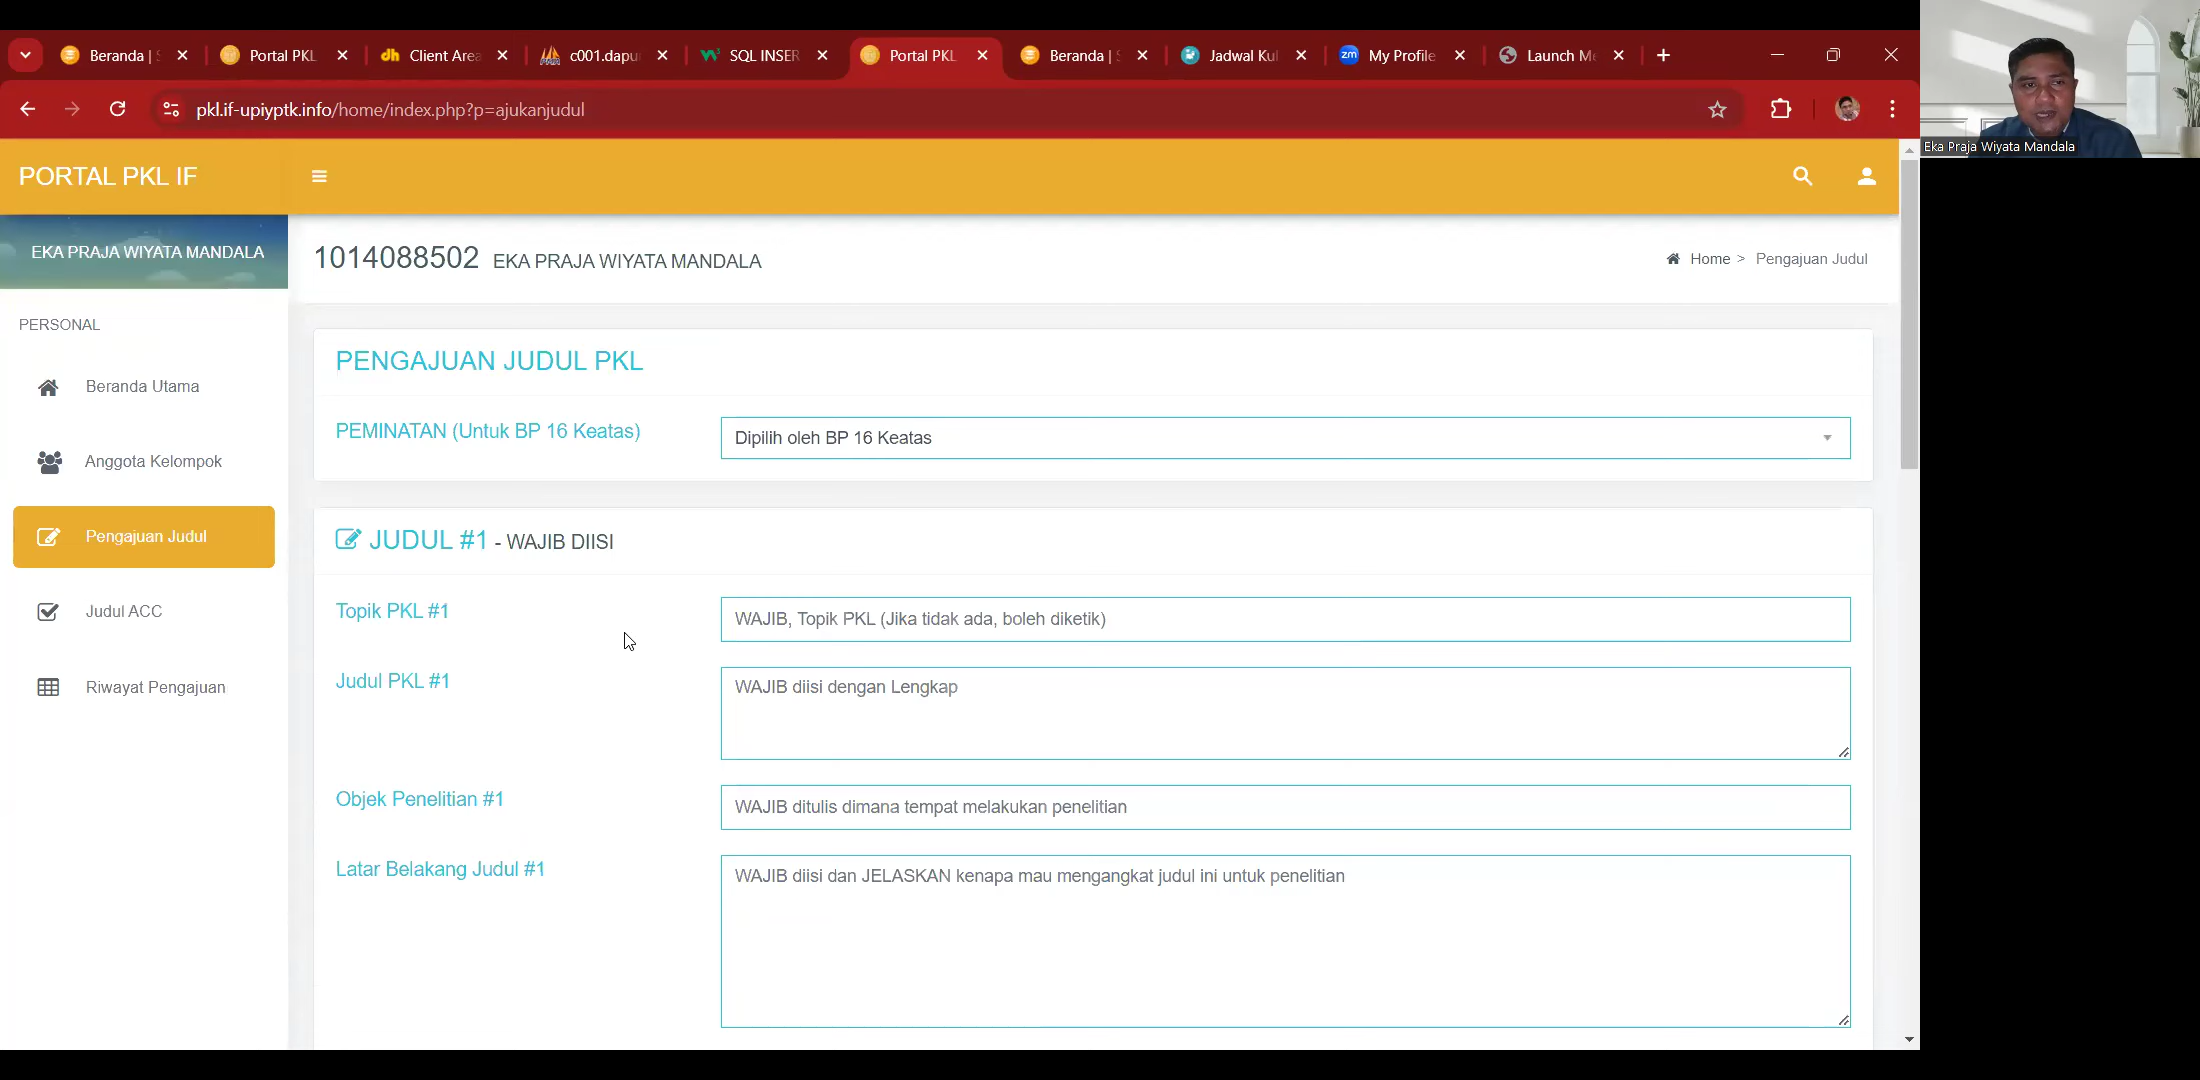 Beranda | S
Portal PKL
Client Area
c001.dapu
SQL INSER
Portal PKL
Beranda | S
Jadwal Kul
zm
My Profile
Launch Me
pkl.if-upiyptk.info/home/index.php?p=ajukanjudul
Eka Praja Wiyata Mandala
PORTAL PKL IF
EKA PRAJA WIYATA MANDALA
1014088502 EKA PRAJA WIYATA MANDALA
Home > Pengajuan Judul
PERSONAL
Beranda Utama
Anggota Kelompok
Pengajuan Judul
Judul ACC
Riwayat Pengajuan
PENGAJUAN JUDUL PKL
PEMINATAN (Untuk BP 16 Keatas)
Dipilih oleh BP 16 Keatas
JUDUL #1 - WAJIB DIISI
Topik PKL #1
WAJIB, Topik PKL (Jika tidak ada, boleh diketik)
Judul PKL #1
WAJIB diisi dengan Lengkap
Objek Penelitian #1
WAJIB ditulis dimana tempat melakukan penelitian
Latar Belakang Judul #1
WAJIB diisi dan JELASKAN kenapa mau mengangkat judul ini untuk penelitian